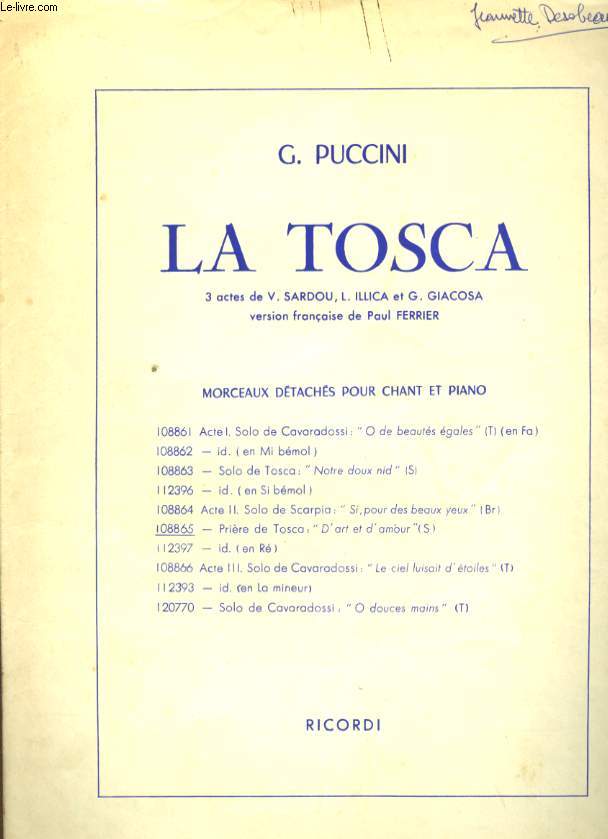 Le-livre.com
Jeannette
G. PUCCINI
LA TOSCA
3 actes de V. SARDOU, L. ILLICA et G. GIACOSA
version française de Paul FERRIER
MORCEAUX DÉTACHÉS POUR CHANT ET PIANO
108861 Acte I. Solo de Cavaradossi: "O de beautés égales" (T) (en Fa)
108862 — id. (en Mi bémol)
108863 — Solo de Tosca: "Notre doux nid" (S)
112396 — id. (en Si bémol)
108864 Acte II. Solo de Scarpia: "Si, pour des beaux yeux" (Br)
108865 — Prière de Tosca: "D'art et d'amour" (S)
112397 — id. (en Ré)
108866 Acte III. Solo de Cavaradossi: "Le ciel luisait d'étoiles" (T)
112393 — id. (en La mineur)
120770 — Solo de Cavaradossi: "O douces mains" (T)
RICORDI